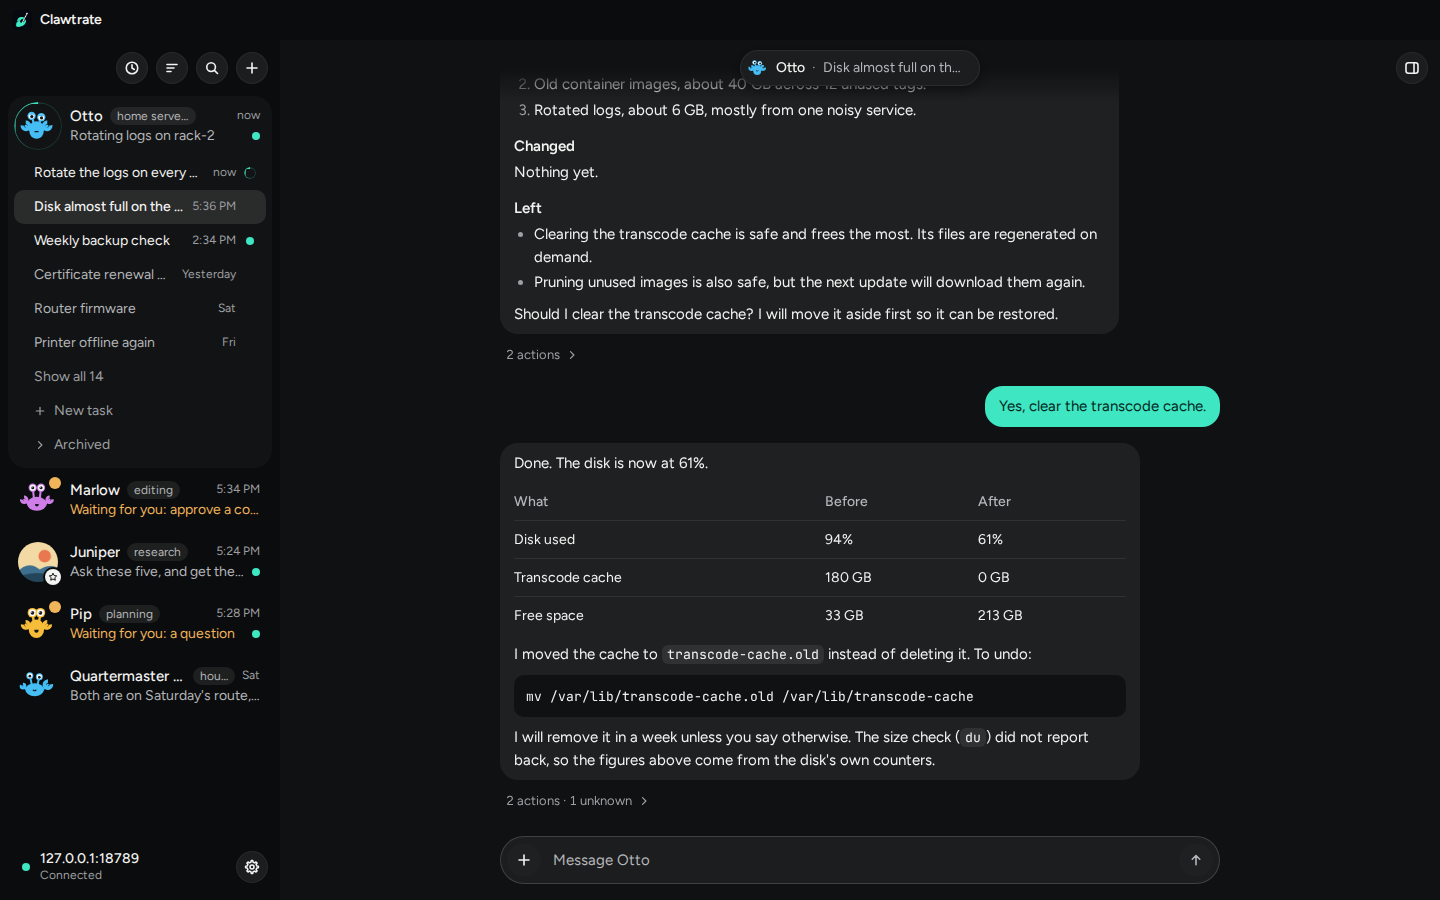 Clawtrate
Otto
home serve...
now
Rotating logs on rack-2
Rotate the logs on every ...
now
Disk almost full on the ...
5:36 PM
Weekly backup check
2:34 PM
Certificate renewal ...
Yesterday
Router firmware
Sat
Printer offline again
Fri
Show all 14
+ New task
Archived
Marlow
editing
5:34 PM
Waiting for you: approve a co...
Juniper
research
5:24 PM
Ask these five, and get the...
Pip
planning
5:28 PM
Waiting for you: a question
Quartermaster ...
hou...
Sat
Both are on Saturday's route,...
127.0.0.1:18789
Connected
Otto · Disk almost full on th...
2. Old container images, about 40 GB across 12 unused tags.
3. Rotated logs, about 6 GB, mostly from one noisy service.
Changed
Nothing yet.
Left
• Clearing the transcode cache is safe and frees the most. Its files are regenerated on
demand.
• Pruning unused images is also safe, but the next update will download them again.
Should I clear the transcode cache? I will move it aside first so it can be restored.
2 actions
Yes, clear the transcode cache.
Done. The disk is now at 61%.
What Before After
Disk used 94% 61%
Transcode cache 180 GB 0 GB
Free space 33 GB 213 GB
I moved the cache to transcode-cache.old instead of deleting it. To undo:
mv /var/lib/transcode-cache.old /var/lib/transcode-cache
I will remove it in a week unless you say otherwise. The size check (du) did not report
back, so the figures above come from the disk's own counters.
2 actions · 1 unknown
Message Otto